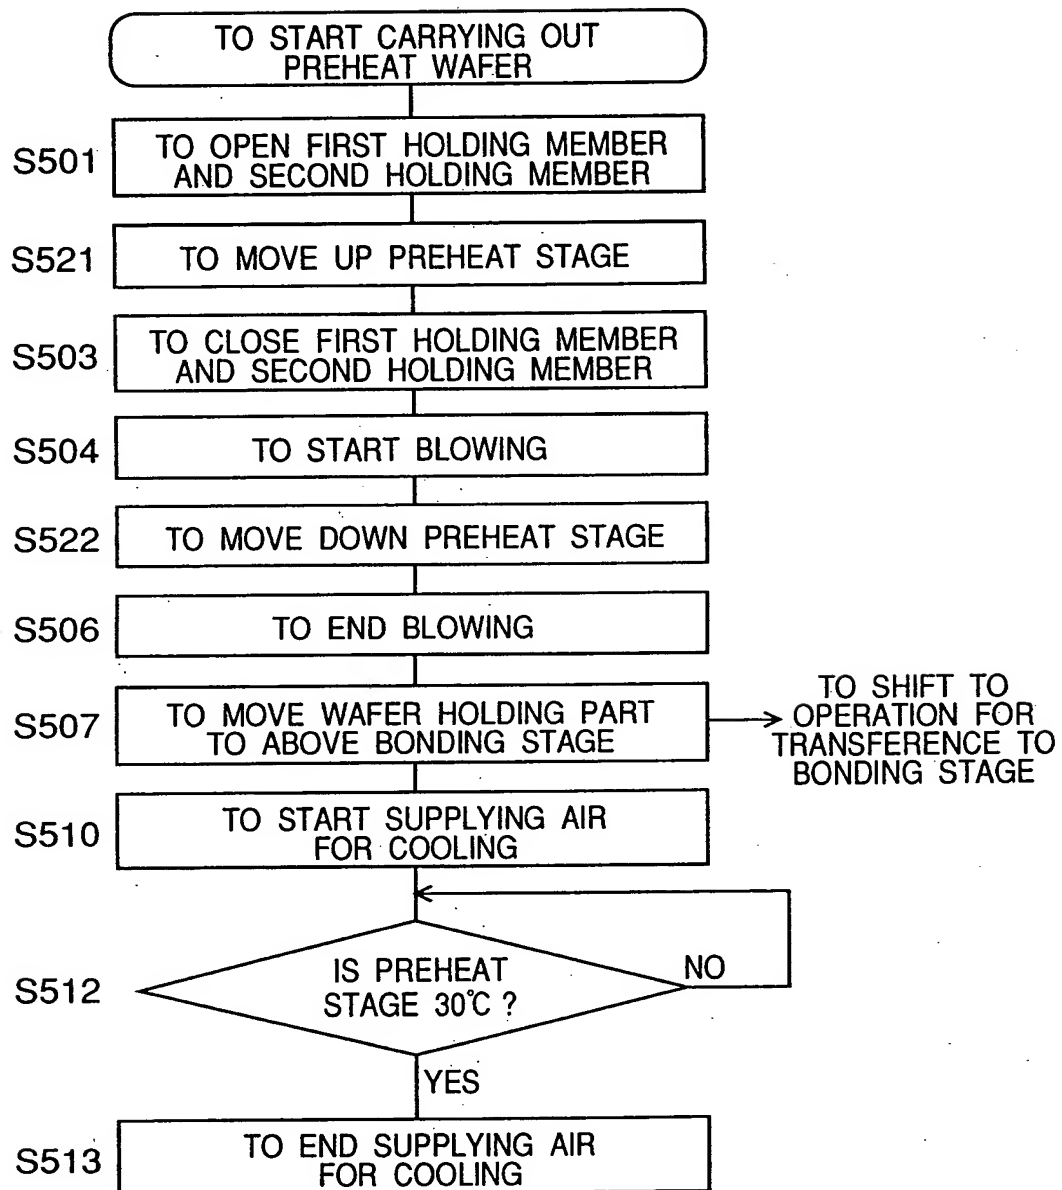 TO START CARRYING OUT
PREHEAT WAFER
S501
TO OPEN FIRST HOLDING MEMBER
AND SECOND HOLDING MEMBER
S521
TO MOVE UP PREHEAT STAGE
S503
TO CLOSE FIRST HOLDING MEMBER
AND SECOND HOLDING MEMBER
S504
TO START BLOWING
S522
TO MOVE DOWN PREHEAT STAGE
S506
TO END BLOWING
S507
TO MOVE WAFER HOLDING PART
TO ABOVE BONDING STAGE
TO SHIFT TO
OPERATION FOR
TRANSFERENCE TO
BONDING STAGE
S510
TO START SUPPLYING AIR
FOR COOLING
S512
IS PREHEAT
STAGE 30℃ ?
NO
YES
S513
TO END SUPPLYING AIR
FOR COOLING